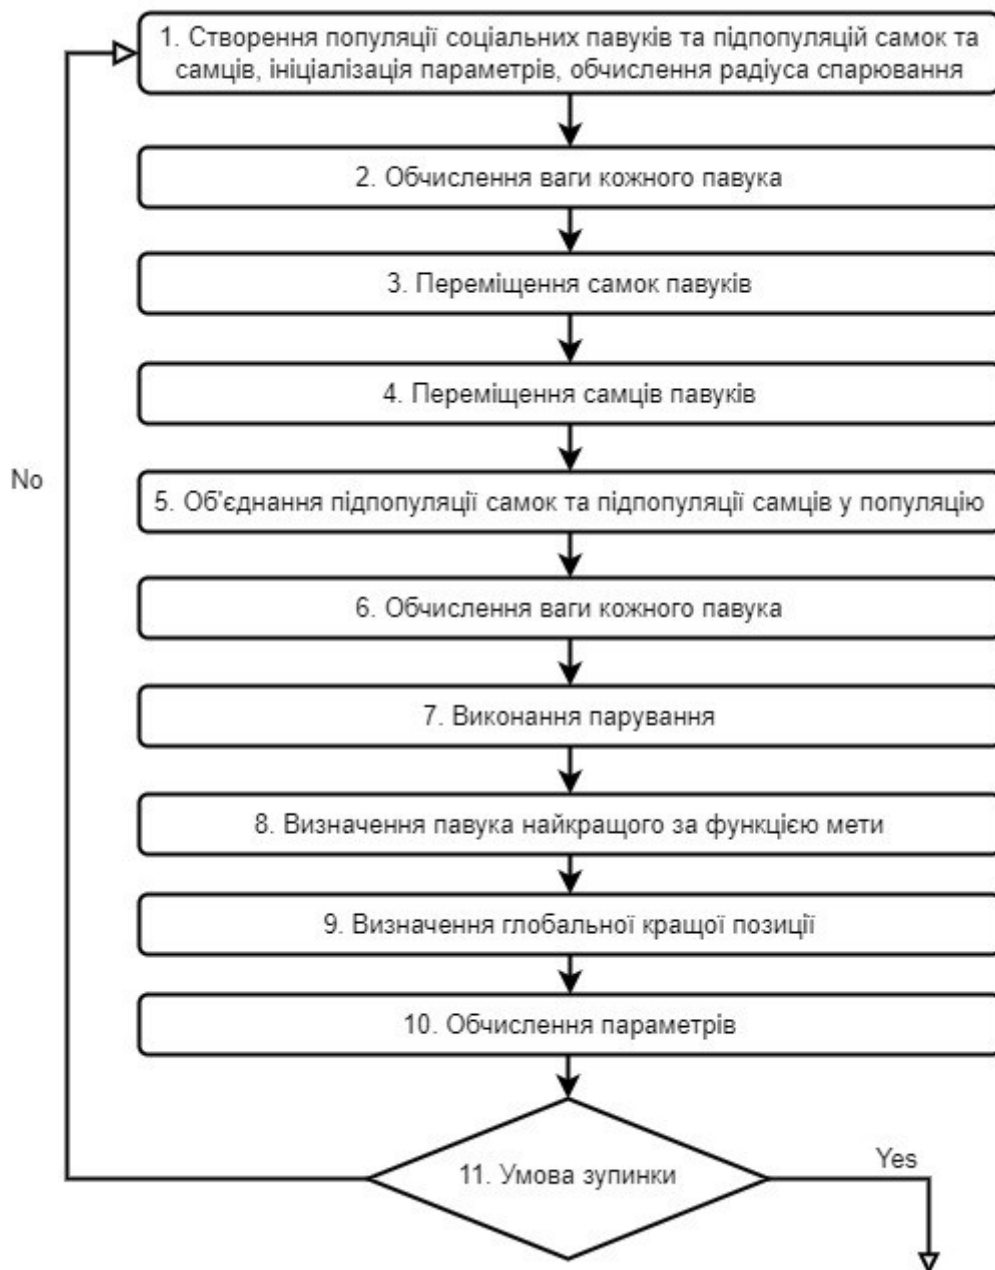 1. Створення популяції соціальних павуків та підпопуляцій самок та
самців, ініціалізація параметрів, обчислення радіуса спарювання
2. Обчислення ваги кожного павука
3. Переміщення самок павуків
4. Переміщення самців павуків
No
5. Об'єднання підпопуляції самок та підпопуляції самців у популяцію
6. Обчислення ваги кожного павука
7. Виконання парування
8. Визначення павука найкращого за функцією мети
9. Визначення глобальної кращої позиції
10. Обчислення параметрів
11. Умова зупинки
Yes